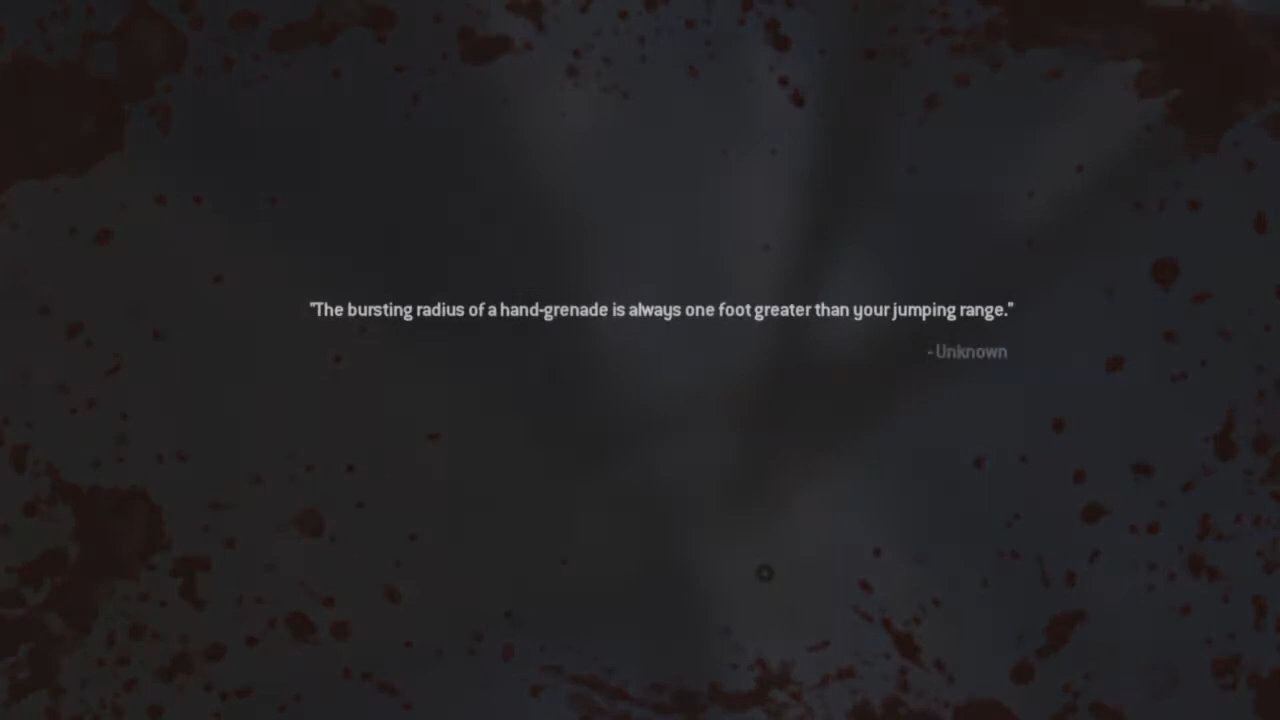 "The bursting radius of a hand-grenade is always one foot greater than your jumping range."
- Unknown